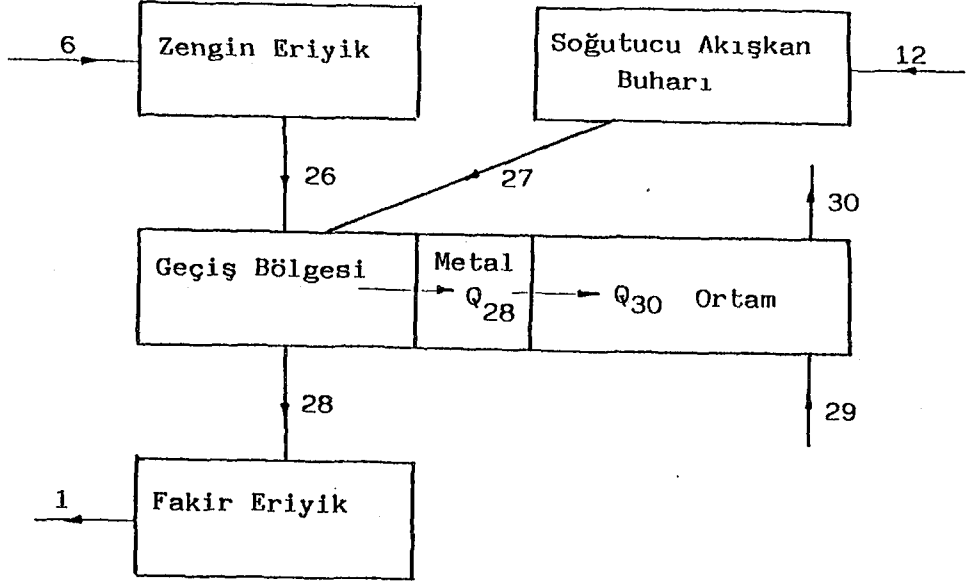 6
Zengin Eriyik
Soğutucu Akışkan
Buharı
12
26
27
30
Geçiş Bölgesi
Metal
Q28
Q30 Ortam
28
29
1
Fakir Eriyik